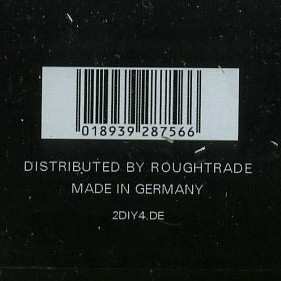 018939 287566
DISTRIBUTED BY ROUGHTRADE
MADE IN GERMANY
2DIY4.DE